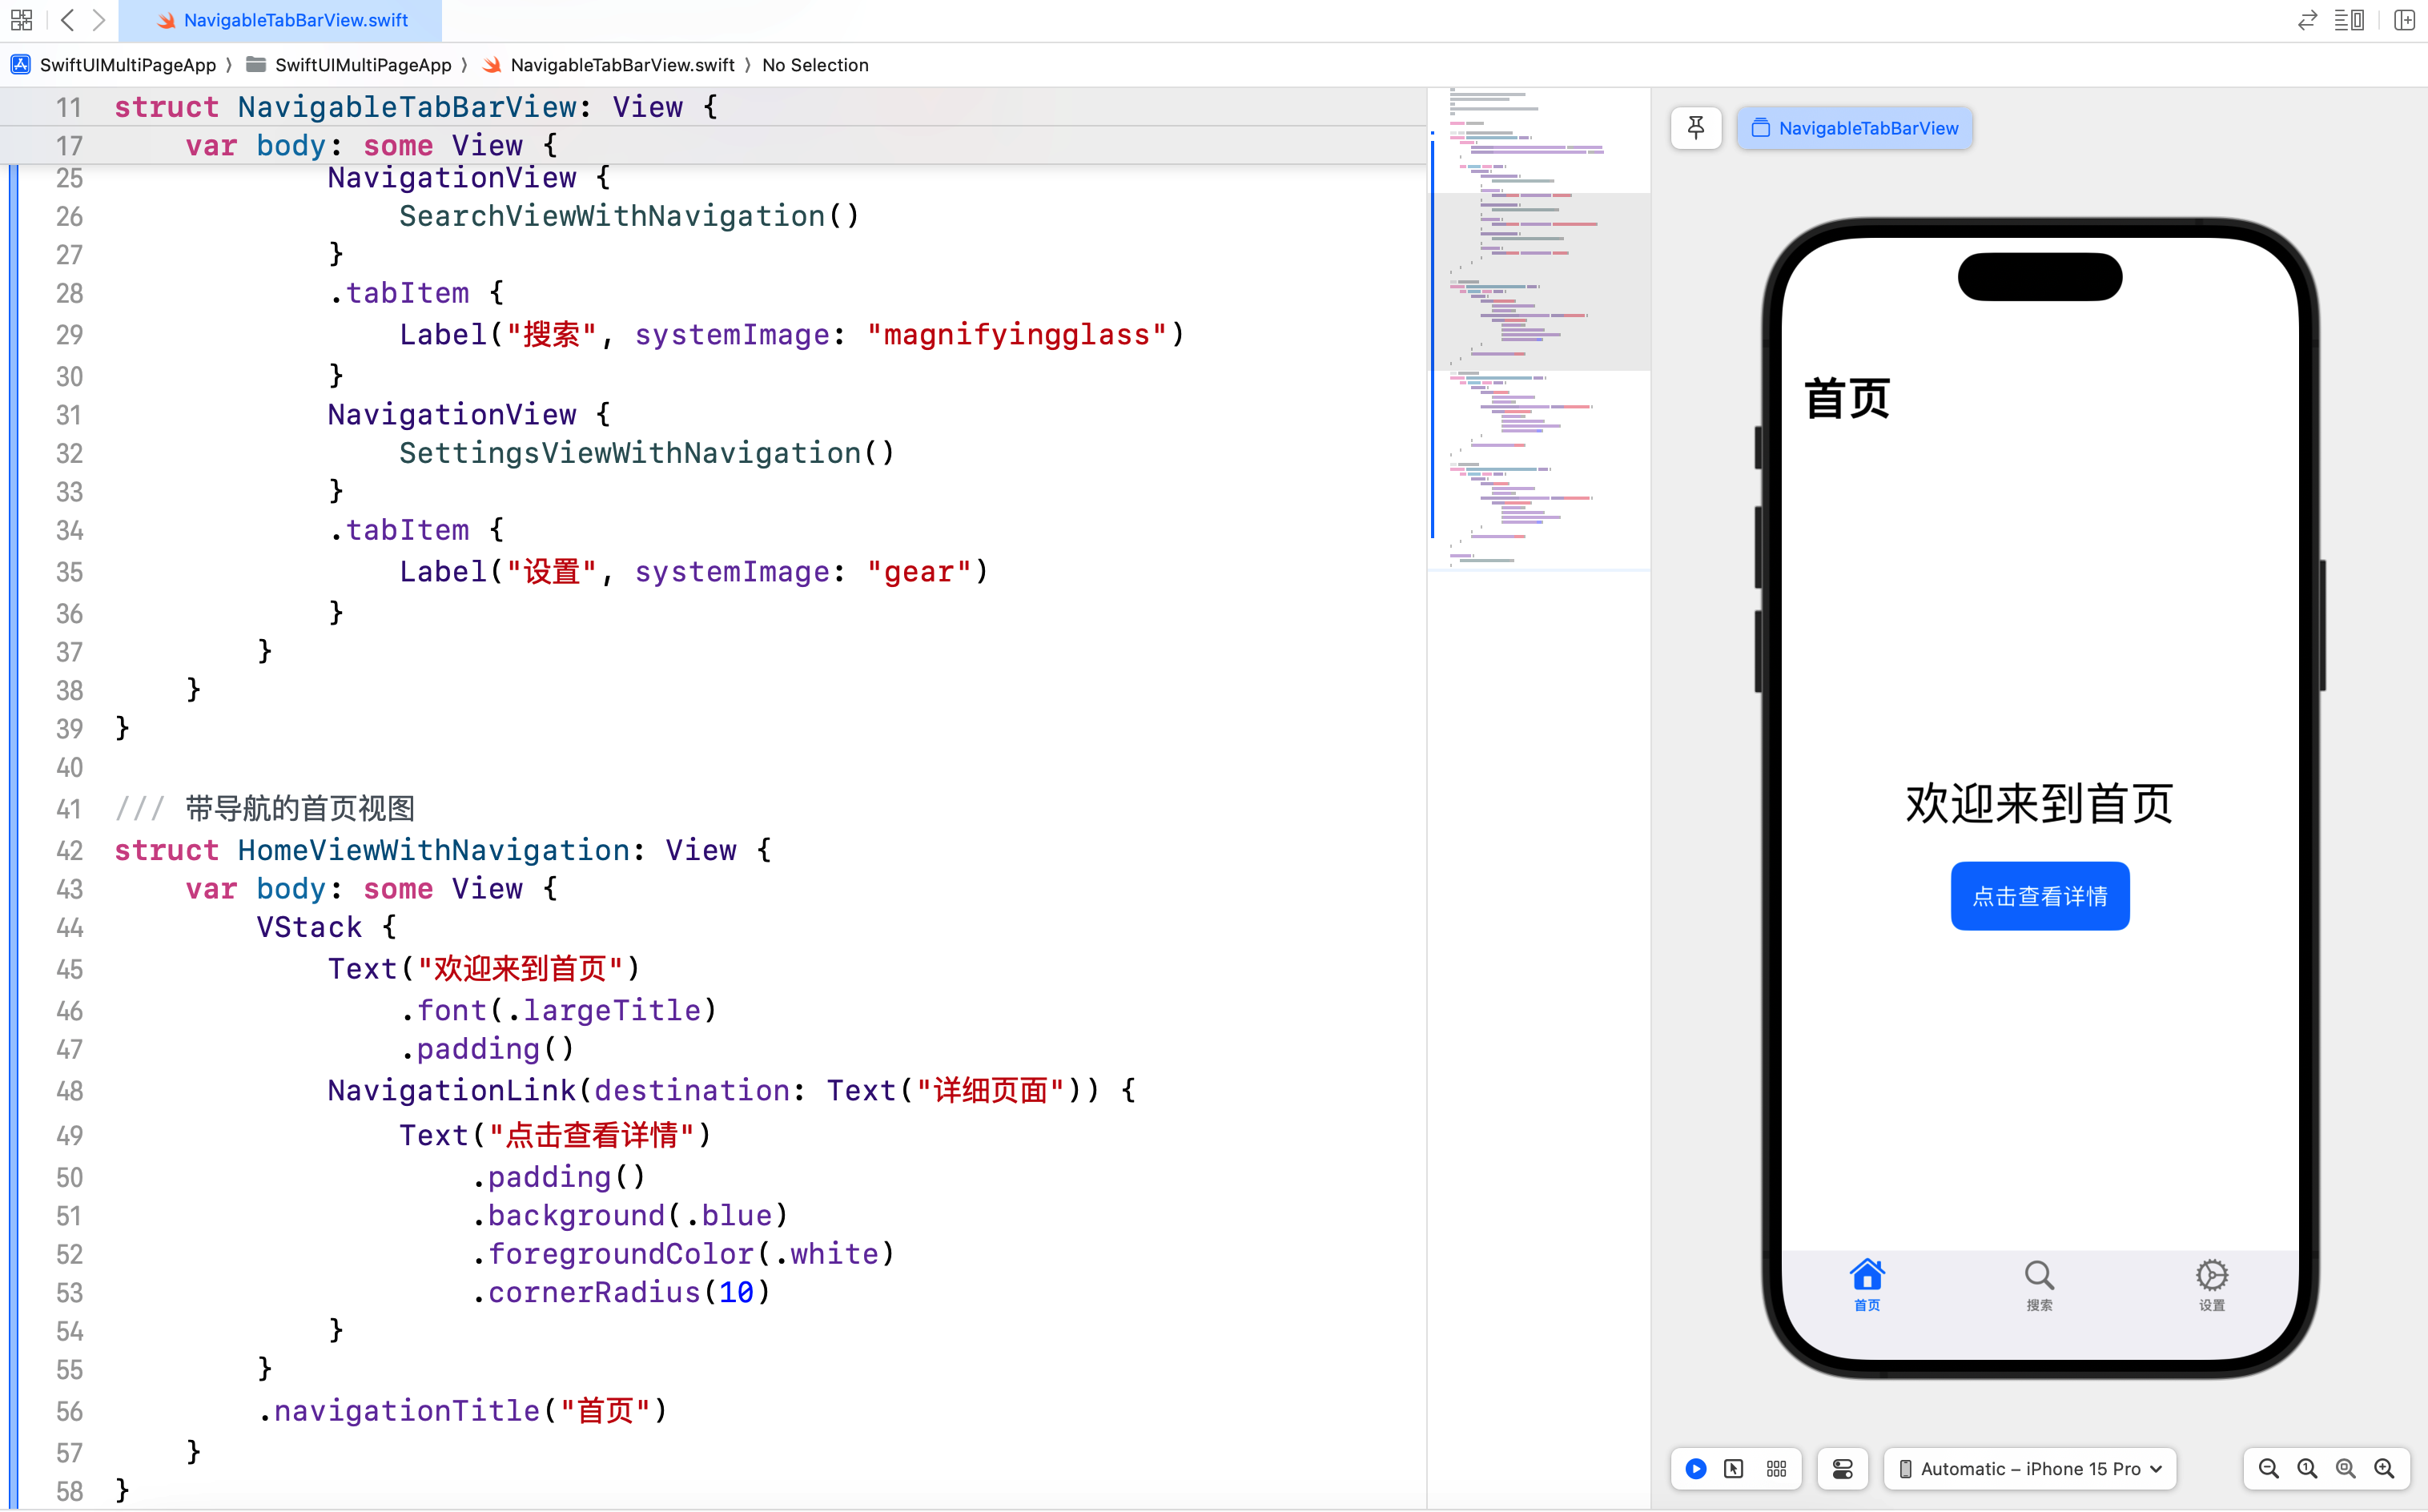 NavigableTabBarView.swift
SwiftUIMultiPageApp 〉 SwiftUIMultiPageApp 〉 NavigableTabBarView.swift 〉 No Selection
11 struct NavigableTabBarView: View {
17 var body: some View {
25 NavigationView {
26 SearchViewWithNavigation()
27 }
28 .tabItem {
29 Label("搜索", systemImage: "magnifyingglass")
30 }
31 NavigationView {
32 SettingsViewWithNavigation()
33 }
34 .tabItem {
35 Label("设置", systemImage: "gear")
36 }
37 }
38 }
39 }
40
41 /// 带导航的首页视图
42 struct HomeViewWithNavigation: View {
43 var body: some View {
44 VStack {
45 Text("欢迎来到首页")
46 .font(.largeTitle)
47 .padding()
48 NavigationLink(destination: Text("详细页面")) {
49 Text("点击查看详情")
50 .padding()
51 .background(.blue)
52 .foregroundColor(.white)
53 .cornerRadius(10)
54 }
55 }
56 .navigationTitle("首页")
57 }
58 }
NavigableTabBarView
首页
欢迎来到首页
点击查看详情
首页 搜索 设置
Automatic – iPhone 15 Pro